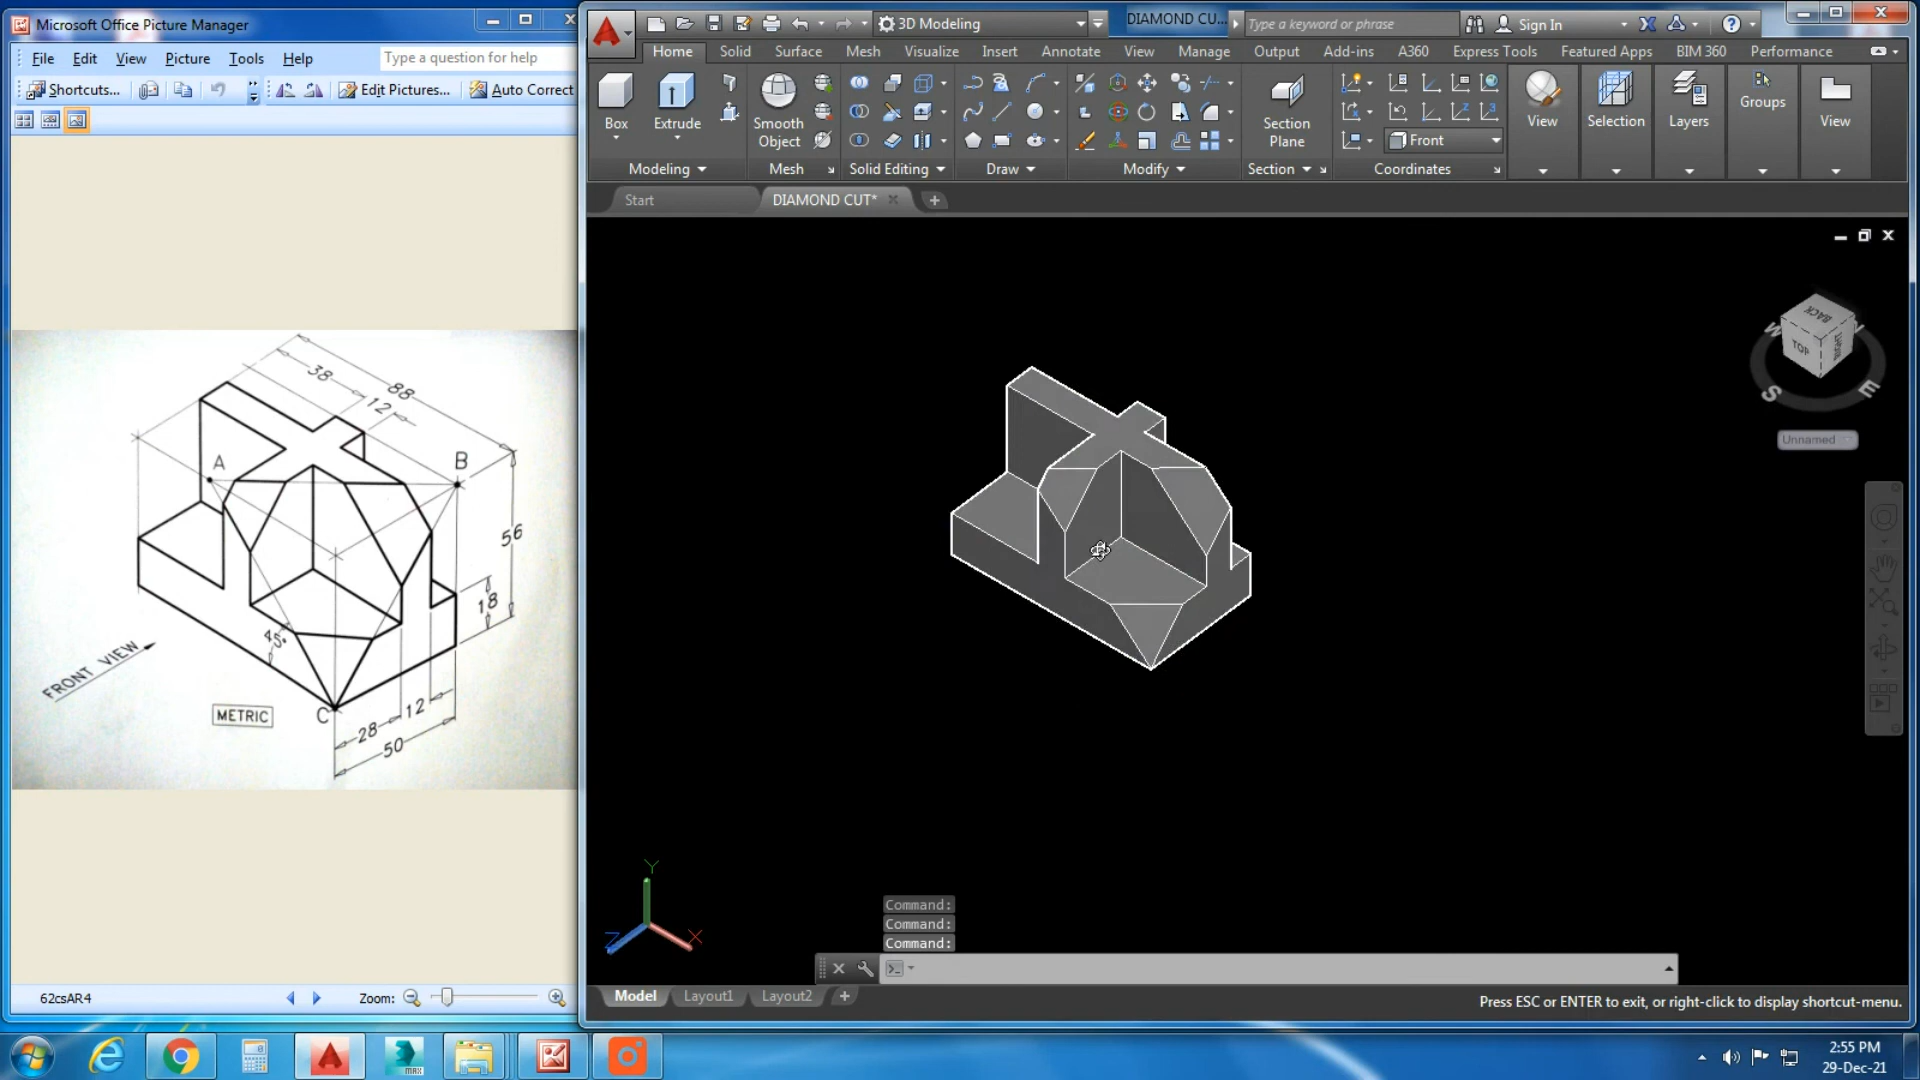 Microsoft Office Picture Manager
File Edit View Picture Tools Help
Type a question for help
Shortcuts...
Edit Pictures...
Auto Correct
38
88
12
A
B
56
18
45°
FRONT VIEW
METRIC
C
28
12
50
62csAR4
Zoom:
3D Modeling
DIAMOND CU...
Type a keyword or phrase
Sign In
Home Solid Surface Mesh Visualize Insert Annotate View Manage Output Add-ins A360 Express Tools Featured Apps BIM 360 Performance
Box
Extrude
Smooth Object
Section Plane
Front
View
Selection
Layers
Groups
View
Modeling
Mesh
Solid Editing
Draw
Modify
Section
Coordinates
Start
DIAMOND CUT*
BACK
TOP
RIGHT
W
S
E
Unnamed
Y
Z
X
Command:
Command:
Command:
Model
Layout1
Layout2
Press ESC or ENTER to exit, or right-click to display shortcut-menu.
MAX
2:55 PM
29-Dec-21